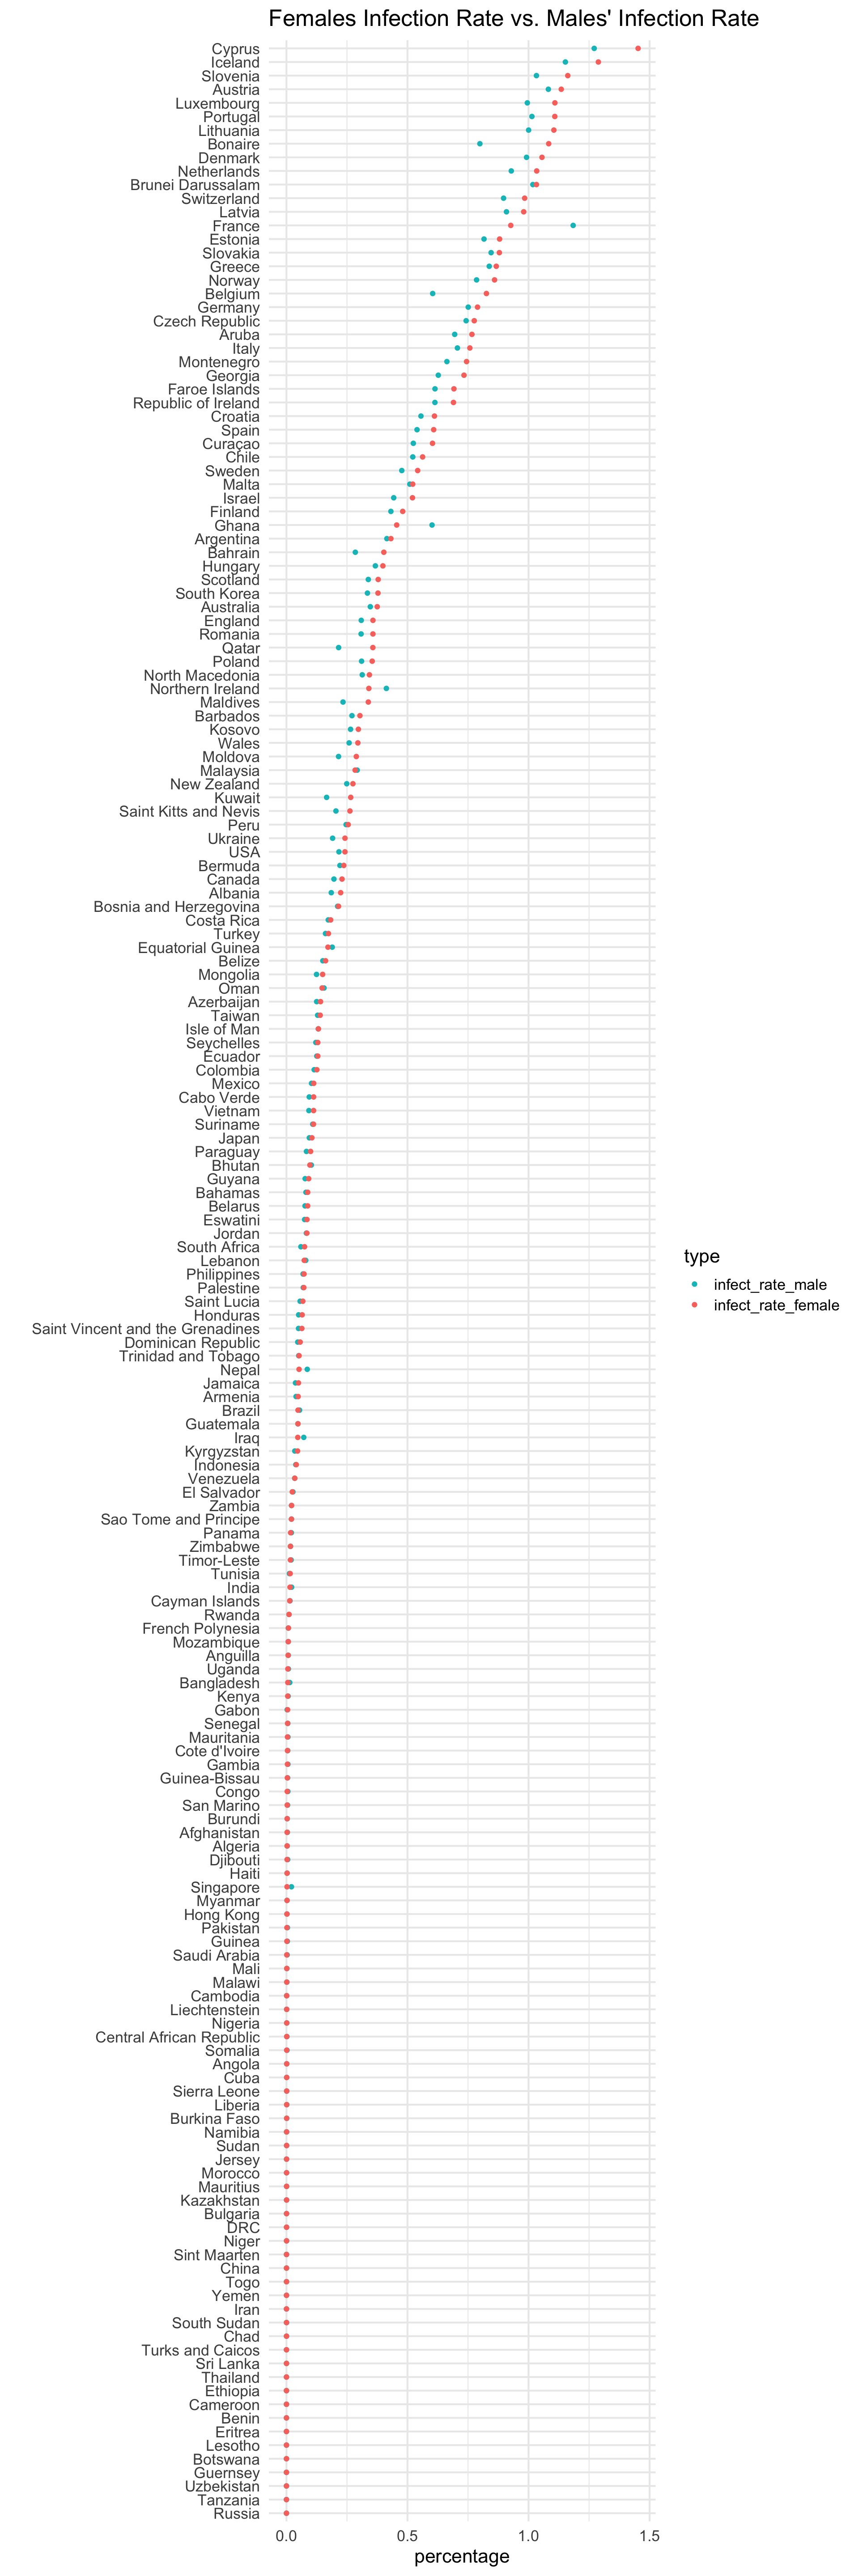 Females Infection Rate vs. Males' Infection Rate
Cyprus
Iceland
Slovenia
Austria
Luxembourg
Portugal
Lithuania
Bonaire
Denmark
Netherlands
Brunei Darussalam
Switzerland
Latvia
France
Estonia
Slovakia
Greece
Norway
Belgium
Germany
Czech Republic
Aruba
Italy
Montenegro
Georgia
Faroe Islands
Republic of Ireland
Croatia
Spain
Curaçao
Chile
Sweden
Malta
Israel
Finland
Ghana
Argentina
Bahrain
Hungary
Scotland
South Korea
Australia
England
Romania
Qatar
Poland
North Macedonia
Northern Ireland
Maldives
Barbados
Kosovo
Wales
Moldova
Malaysia
New Zealand
Kuwait
Saint Kitts and Nevis
Peru
Ukraine
USA
Bermuda
Canada
Albania
Bosnia and Herzegovina
Costa Rica
Turkey
Equatorial Guinea
Belize
Mongolia
Oman
Azerbaijan
Taiwan
Isle of Man
Seychelles
Ecuador
Colombia
Mexico
Cabo Verde
Vietnam
Suriname
Japan
Paraguay
Bhutan
Guyana
Bahamas
Belarus
Eswatini
Jordan
South Africa
Lebanon
Philippines
Palestine
Saint Lucia
Honduras
Saint Vincent and the Grenadines
Dominican Republic
Trinidad and Tobago
Nepal
Jamaica
Armenia
Brazil
Guatemala
Iraq
Kyrgyzstan
Indonesia
Venezuela
El Salvador
Zambia
Sao Tome and Principe
Panama
Zimbabwe
Timor-Leste
Tunisia
India
Cayman Islands
Rwanda
French Polynesia
Mozambique
Anguilla
Uganda
Bangladesh
Kenya
Gabon
Senegal
Mauritania
Cote d'Ivoire
Gambia
Guinea-Bissau
Congo
San Marino
Burundi
Afghanistan
Algeria
Djibouti
Haiti
Singapore
Myanmar
Hong Kong
Pakistan
Guinea
Saudi Arabia
Mali
Malawi
Cambodia
Liechtenstein
Nigeria
Central African Republic
Somalia
Angola
Cuba
Sierra Leone
Liberia
Burkina Faso
Namibia
Sudan
Jersey
Morocco
Mauritius
Kazakhstan
Bulgaria
DRC
Niger
Sint Maarten
China
Togo
Yemen
Iran
South Sudan
Chad
Turks and Caicos
Sri Lanka
Thailand
Ethiopia
Cameroon
Benin
Eritrea
Lesotho
Botswana
Guernsey
Uzbekistan
Tanzania
Russia
0.0 0.5 1.0 1.5
percentage
type
infect_rate_male
infect_rate_female